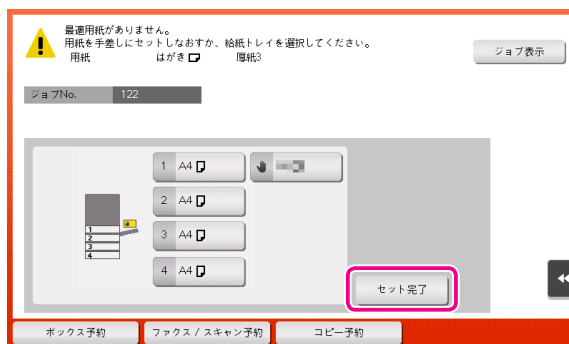 最適用紙がありません。
用紙を手差しにセットしなおすか、給紙トレイを選択してください。
用紙 はがき 厚紙3
ジョブ表示
ジョブNo. 122
1 A4
2 A4
3 A4
4 A4
1
2
3
4
セット完了
ボックス予約 ファクス / スキャン予約 コピー予約